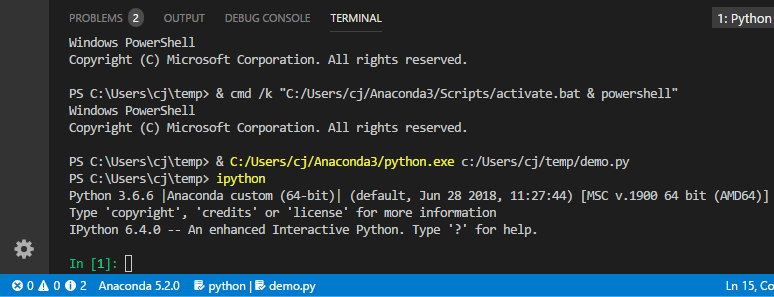 PROBLEMS 2 OUTPUT DEBUG CONSOLE TERMINAL 1: Python
Windows PowerShell
Copyright (C) Microsoft Corporation. All rights reserved.
PS C:\Users\cj\temp> & cmd /k "C:/Users/cj/Anaconda3/Scripts/activate.bat & powershell"
Windows PowerShell
Copyright (C) Microsoft Corporation. All rights reserved.
PS C:\Users\cj\temp> & C:/Users/cj/Anaconda3/python.exe c:/Users/cj/temp/demo.py
PS C:\Users\cj\temp> ipython
Python 3.6.6 |Anaconda custom (64-bit)| (default, Jun 28 2018, 11:27:44) [MSC v.1900 64 bit (AMD64)]
Type 'copyright', 'credits' or 'license' for more information
IPython 6.4.0 -- An enhanced Interactive Python. Type '?' for help.
In [1]:
0 0 2 Anaconda 5.2.0 python | demo.py Ln 15, Co